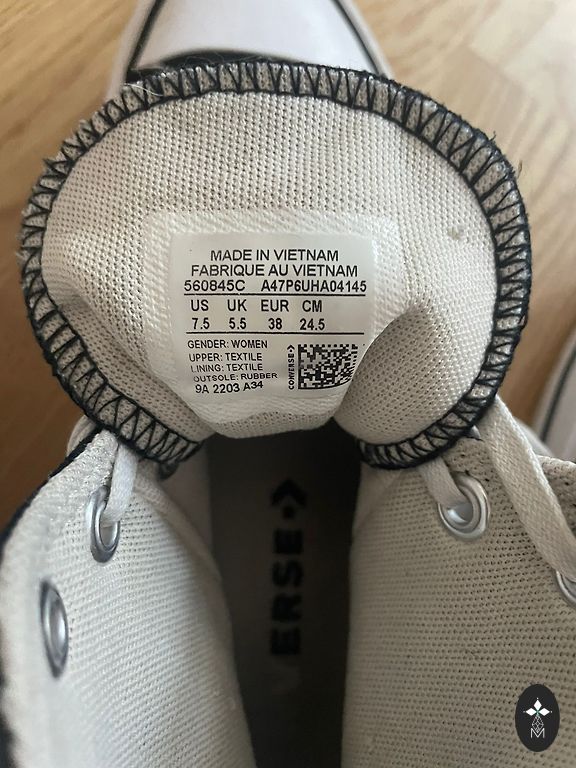 MADE IN VIETNAM
FABRIQUE AU VIETNAM
560845C A47P6UHA04145
US UK EUR CM
7.5 5.5 38 24.5
GENDER: WOMEN
UPPER: TEXTILE
LINING: TEXTILE
OUTSOLE: RUBBER
9A 2203 A34
CONVERSE
ERSE
M